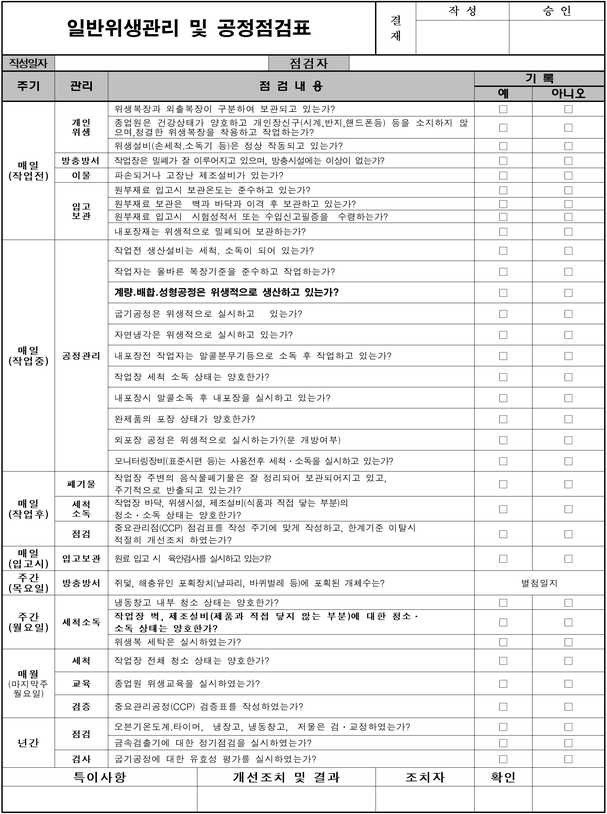 일반위생관리 및 공정점검표
결
재
작 성
승 인
작성일자
점검자
주기
관리
점 검 내 용
기 록
예
아니오
매일
(작업전)
개인
위생
위생복장과 외출복장이 구분하여 보관되고 있는가?
□ □
종업원은 건강상태가 양호하고 개인장신구(시계,반지,핸드폰등) 등을 소지하지 않
으며,청결한 위생복장을 착용하고 작업하는가?
□ □
위생설비(손세척,소독기 등)은 정상 작동되고 있는가?
□ □
방충방서
작업장은 밀폐가 잘 이루어지고 있으며, 방충시설에는 이상이 없는가?
□ □
이물
파손되거나 고장난 제조설비가 있는가?
□ □
입고
보관
원부재료 입고시 보관온도는 준수하고 있는가?
□ □
원부재료 보관은 벽과 바닥과 이격 후 보관하고 있는가?
□ □
원부재료 입고시 시험성적서 또는 수입신고필증을 수령하는가?
□ □
내포장재는 위생적으로 밀폐되어 보관하는가?
□ □
매일
(작업중)
공정관리
작업전 생산설비는 세척, 소독이 되어 있는가?
□ □
작업자는 올바른 복장기준을 준수하고 작업하는가?
□ □
계량.배합.성형공정은 위생적으로 생산하고 있는가?
□ □
굽기공정은 위생적으로 실시하고 있는가?
□ □
자연냉각은 위생적으로 실시하고 있는가?
□ □
내포장전 작업자는 알콜분무기등으로 소독 후 작업하고 있는가?
□ □
작업장 세척 소독 상태는 양호한가?
□ □
내포장시 알콜소독 후 내포장을 실시하고 있는가?
□ □
완제품의 포장 상태가 양호한가?
□ □
외포장 공정은 위생적으로 실시하는가?(문 개방여부)
□ □
모니터링장비(표준시편 등)는 사용전후 세척·소독을 실시하고 있는가?
□ □
매일
(작업후)
폐기물
작업장 주변의 음식물폐기물은 잘 정리되어 보관되어지고 있고,
주기적으로 반출되고 있는가?
□ □
세척
소독
작업장 바닥, 위생시설, 제조설비(식품과 직접 닿는 부분)의
청소·소독 상태는 양호한가?
□ □
점검
중요관리점(CCP) 점검표를 작성 주기에 맞게 작성하고, 한계기준 이탈시
적절히 개선조치 하였는가?
□ □
매일
(입고시)
입고보관
원료 입고 시 육안검사를 실시하고 있는가?
□ □
주간
(목요일)
방충방서
쥐덫, 해충유인 포획장치(날파리, 바퀴벌레 등)에 포획된 개체수는?
별첨일지
주간
(월요일)
세척소독
냉동창고 내부 청소 상태는 양호한가?
□ □
작업장 벽, 제조설비(제품과 직접 닿지 않는 부분)에 대한 청소·
소독 상태는 양호한가?
□ □
위생복 세탁은 실시하였는가?
□ □
매월
(마지막주
월요일)
세척
작업장 전체 청소 상태는 양호한가?
□ □
교육
종업원 위생교육을 실시하였는가?
□ □
검증
중요관리공정(CCP) 검증표를 작성하였는가?
□ □
년간
점검
오븐기온도계.타이머, 냉장고, 냉동창고, 저울은 검·교정하였는가?
□ □
금속검출기에 대한 정기점검을 실시하였는가?
□ □
검사
굽기공정에 대한 유효성 평가를 실시하였는가?
□ □
특이사항
개선조치 및 결과
조치자
확인